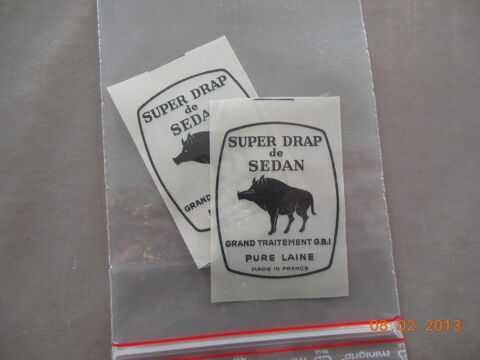 SUPER DRAP
de
SEDAN
GRAND
SUPER DRAP
de
SEDAN
GRAND TRAITEMENT G.B.I
PURE LAINE
MADE IN FRANCE
08-02-2013
minigrip